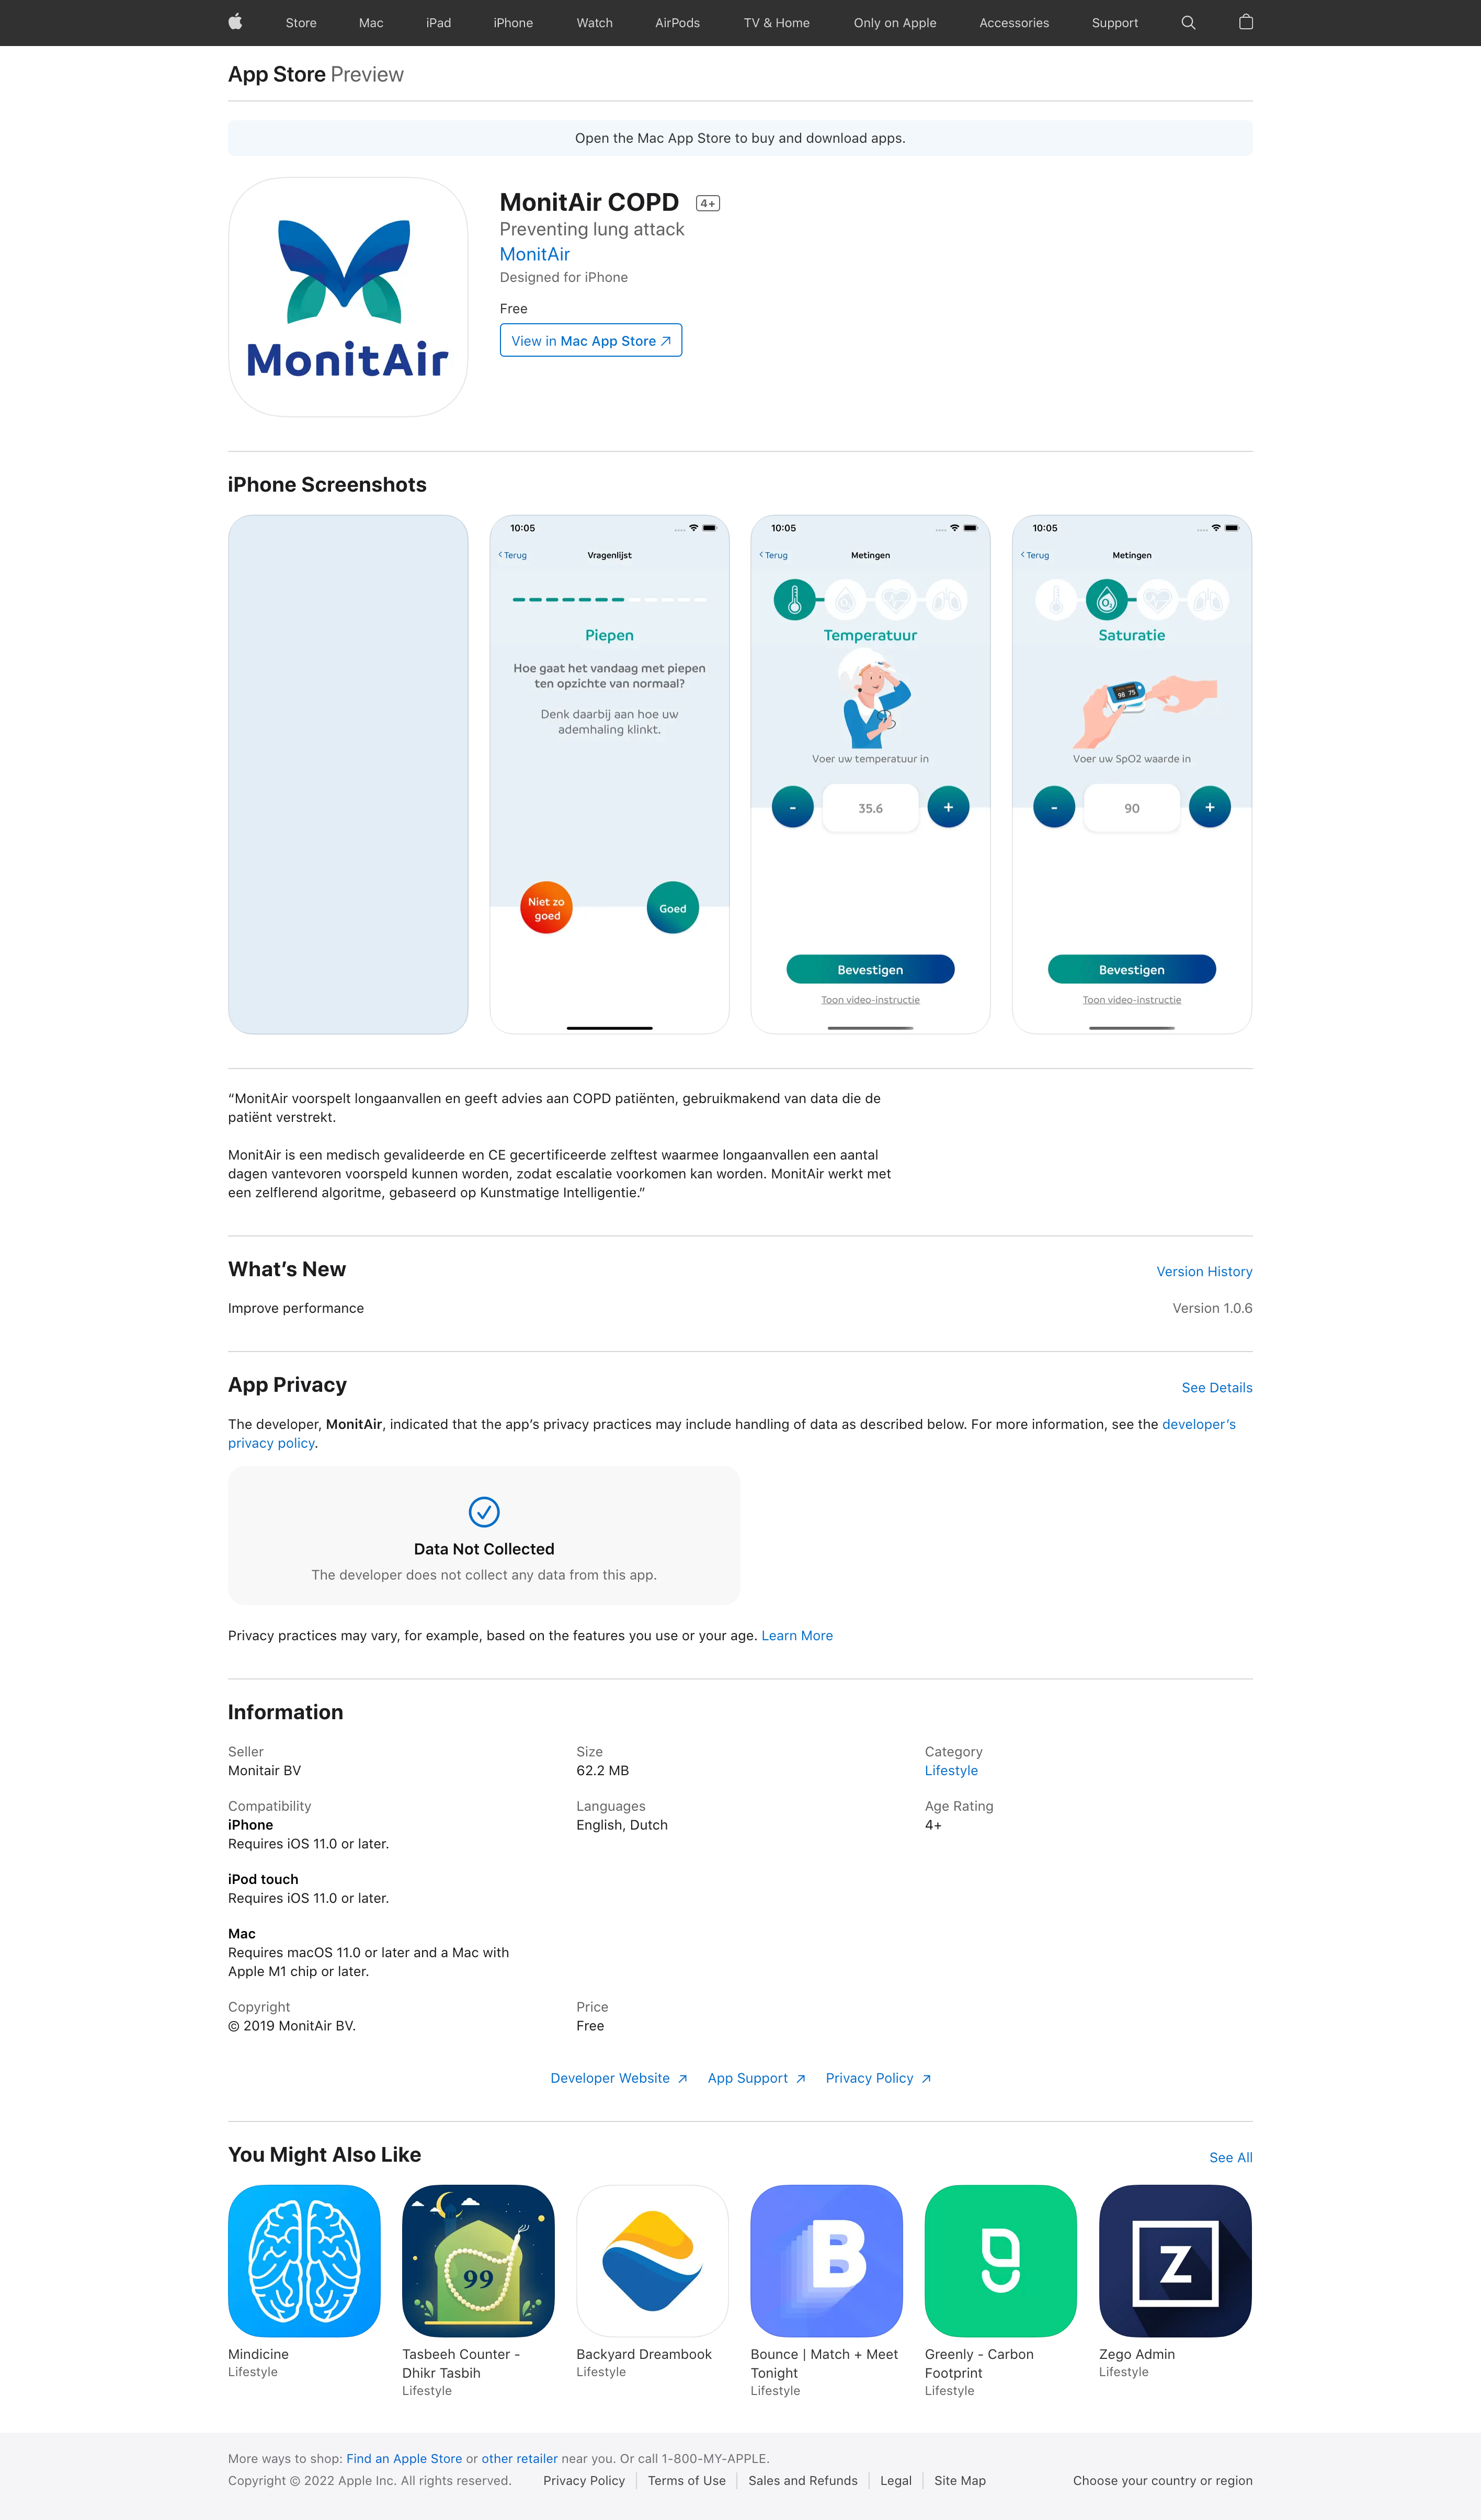 Store Mac iPad iPhone Watch AirPods TV & Home Only on Apple Accessories Support
App Store Preview
Open the Mac App Store to buy and download apps.
MonitAir
MonitAir COPD 4+
Preventing lung attack
MonitAir
Designed for iPhone
Free
View in Mac App Store
iPhone Screenshots
10:05
Terug Vragenlijst
Piepen
Hoe gaat het vandaag met piepen
ten opzichte van normaal?
Denk daarbij aan hoe uw
ademhaling klinkt.
Niet zo
goed
Goed
10:05
Terug Metingen
Temperatuur
Voer uw temperatuur in
- 35.6 +
Bevestigen
Toon video-instructie
10:05
Terug Metingen
Saturatie
98 75
Voer uw SpO2 waarde in
- 90 +
Bevestigen
Toon video-instructie
“MonitAir voorspelt longaanvallen en geeft advies aan COPD patiënten, gebruikmakend van data die de
patiënt verstrekt.
MonitAir is een medisch gevalideerde en CE gecertificeerde zelftest waarmee longaanvallen een aantal
dagen vantevoren voorspeld kunnen worden, zodat escalatie voorkomen kan worden. MonitAir werkt met
een zelflerend algoritme, gebaseerd op Kunstmatige Intelligentie.”
What’s New Version History
Improve performance Version 1.0.6
App Privacy See Details
The developer, MonitAir, indicated that the app’s privacy practices may include handling of data as described below. For more information, see the developer’s
privacy policy.
Data Not Collected
The developer does not collect any data from this app.
Privacy practices may vary, for example, based on the features you use or your age. Learn More
Information
Seller
Monitair BV
Size
62.2 MB
Category
Lifestyle
Compatibility
iPhone
Requires iOS 11.0 or later.
iPod touch
Requires iOS 11.0 or later.
Mac
Requires macOS 11.0 or later and a Mac with
Apple M1 chip or later.
Languages
English, Dutch
Age Rating
4+
Copyright
© 2019 MonitAir BV.
Price
Free
Developer Website App Support Privacy Policy
You Might Also Like See All
99
B
g
Z
Mindicine
Lifestyle
Tasbeeh Counter -
Dhikr Tasbih
Lifestyle
Backyard Dreambook
Lifestyle
Bounce | Match + Meet
Tonight
Lifestyle
Greenly - Carbon
Footprint
Lifestyle
Zego Admin
Lifestyle
More ways to shop: Find an Apple Store or other retailer near you. Or call 1-800-MY-APPLE.
Copyright © 2022 Apple Inc. All rights reserved. Privacy Policy Terms of Use Sales and Refunds Legal Site Map Choose your country or region